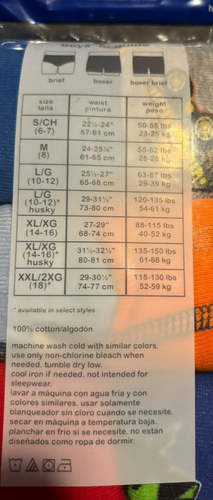 brief boxer boxer brief
size waist weight
talla cintura peso
S/CH 22½-24" 50-55 lbs
(6-7) 57-61 cm 23-25 kg
M 24-25½" 55-62 lbs
(8) 61-65 cm 25-28 kg
L/G 25½-27" 63-87 lbs
(10-12) 65-68 cm 29-39 kg
L/G 29-31½" 120-135 lbs
(10-12)* 73-80 cm 54-61 kg
husky
XL/XG 27-29" 88-115 lbs
(14-16) 68-74 cm 40-52 kg
XL/XG 31½-32½" 135-150 lbs
(14-16)* 80-81 cm 61-68 kg
husky
XXL/2XG 29-30½" 115-130 lbs
(18)* 74-77 cm 52-59 kg
* available in select styles
100% cotton/algodón
machine wash cold with similar colors.
use only non-chlorine bleach when
needed. tumble dry low.
cool iron if needed. not intended for
sleepwear.
lavar a máquina con agua fría y con
colores similares. usar solamente
blanqueador sin cloro cuando se necesite.
secar en máquina a temperatura baja.
planchar en frio si se necesite. no están
diseñados como ropa de dormir.